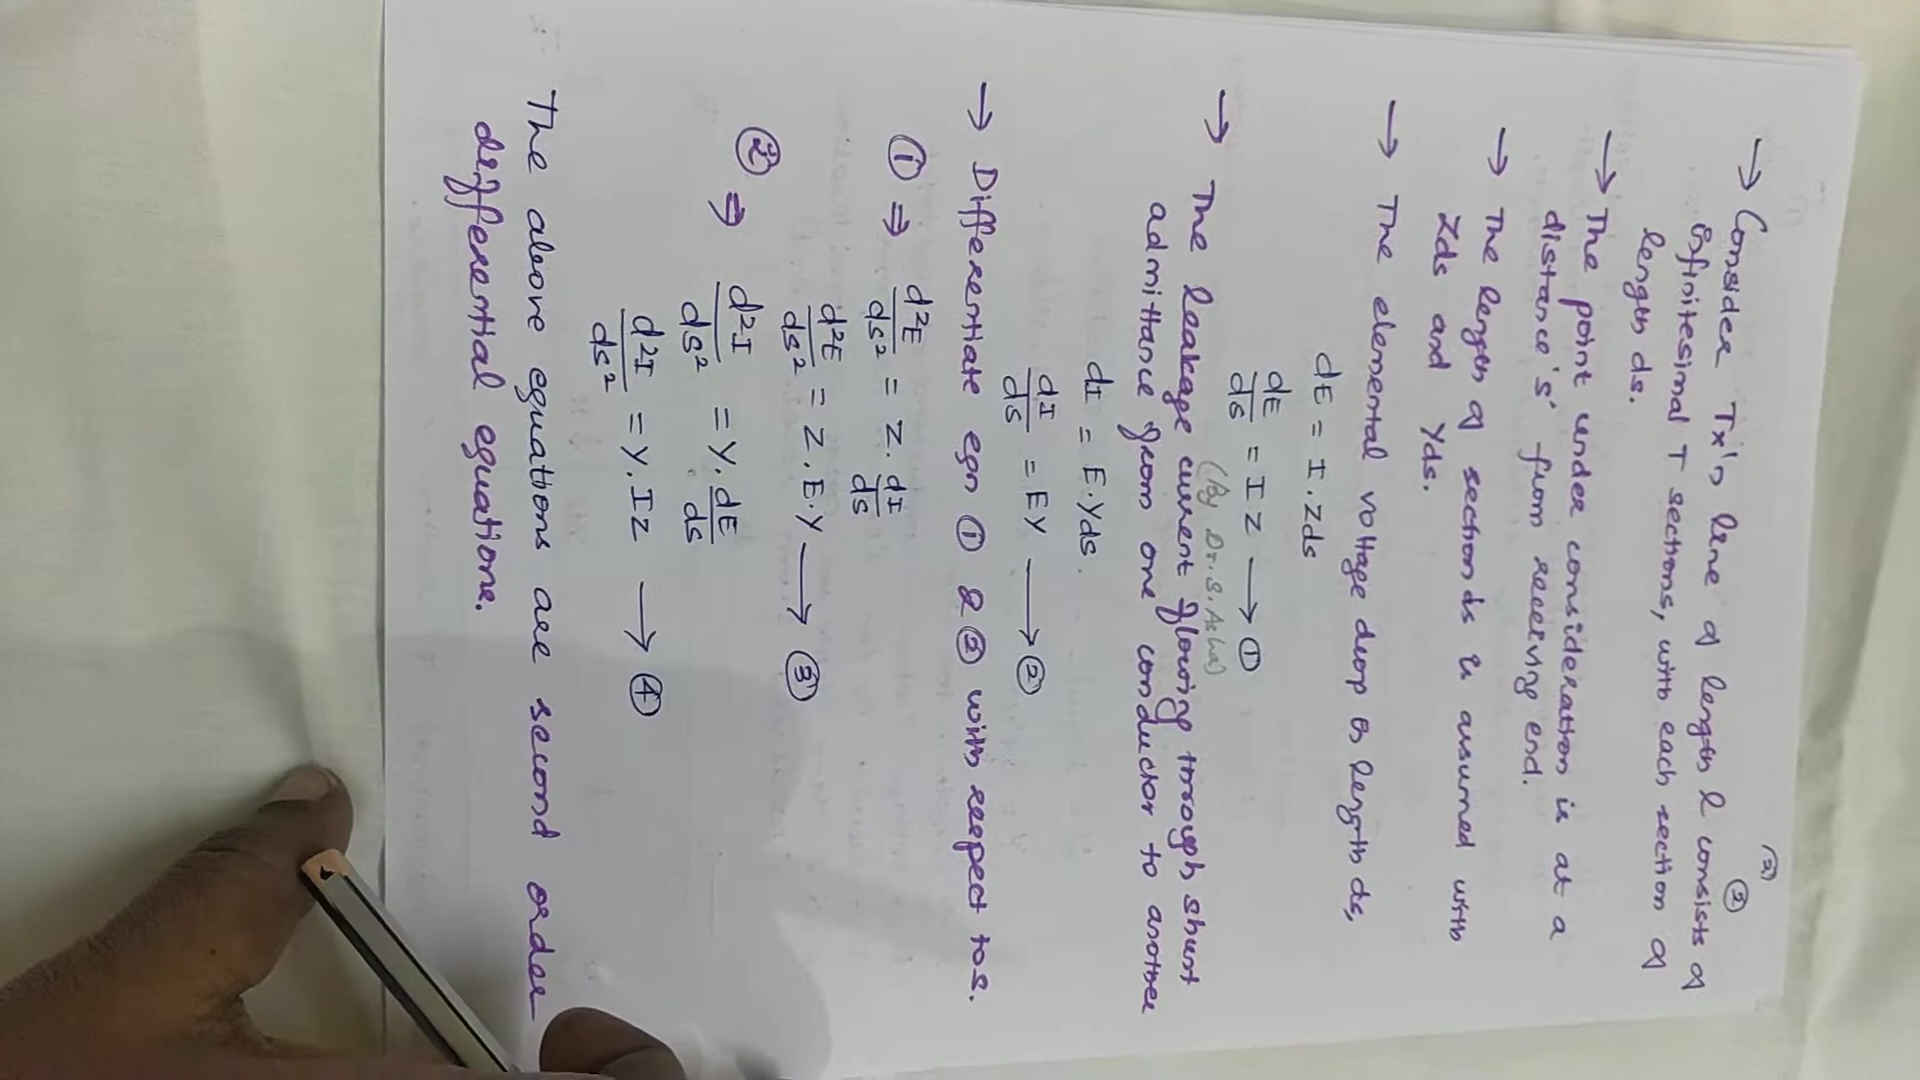 (2)
②
→ Consider Tx'n line of length l consists of
infinitesimal T sections, with each section of
length ds.
→ The point under consideration is at a
distance 's' from receiving end.
→ The length of section ds is assumed with
Zds and Yds.
→ The elemental voltage drop in length ds,
dE = I . Zds
dE/ds = I Z → ①
(By Dr. S. Asha)
→ The leakage current flowing through shunt
admittance from one conductor to another
dI = E . Yds .
dI/ds = E Y → ②
→ Differentiate eqn ① & ② with respect to s.
① ⇒ d²E/ds² = Z . dI/ds
d²E/ds² = Z . E . Y → ③
② ⇒ d²I/ds² = Y . dE/ds
d²I/ds² = Y . I Z → ④
The above equations are second order
differential equations.